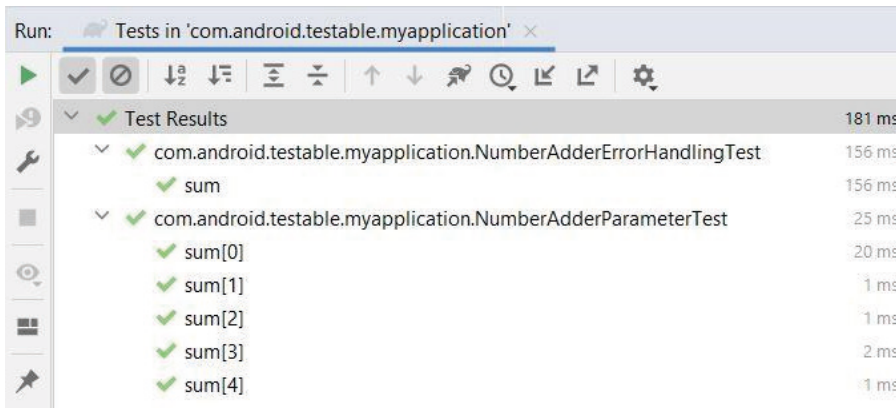 Run: Tests in 'com.android.testable.myapplication' ×
Test Results 181 ms
com.android.testable.myapplication.NumberAdderErrorHandlingTest 156 ms
sum 156 ms
com.android.testable.myapplication.NumberAdderParameterTest 25 ms
sum[0] 20 ms
sum[1] 1 ms
sum[2] 1 ms
sum[3] 2 ms
sum[4] 1 ms